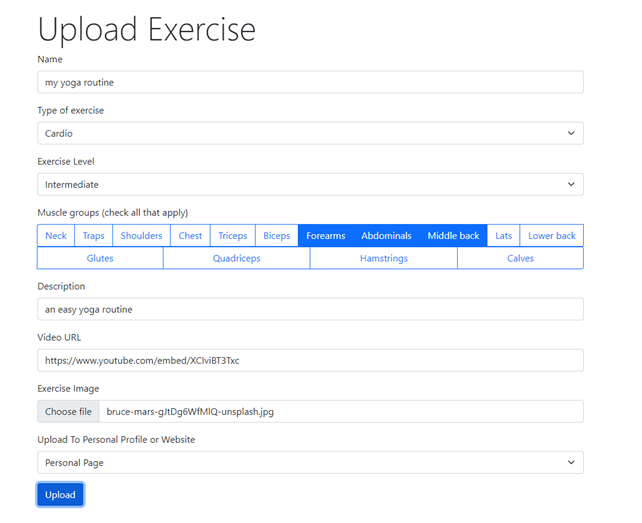 Upload Exercise
Name
my yoga routine
Type of exercise
Cardio
Exercise Level
Intermediate
Muscle groups (check all that apply)
Neck Traps Shoulders Chest Triceps Biceps Forearms Abdominals Middle back Lats Lower back
Glutes Quadriceps Hamstrings Calves
Description
an easy yoga routine
Video URL
https://www.youtube.com/embed/XCIviBT3Txc
Exercise Image
Choose file bruce-mars-gJtDg6WfMlQ-unsplash.jpg
Upload To Personal Profile or Website
Personal Page
Upload